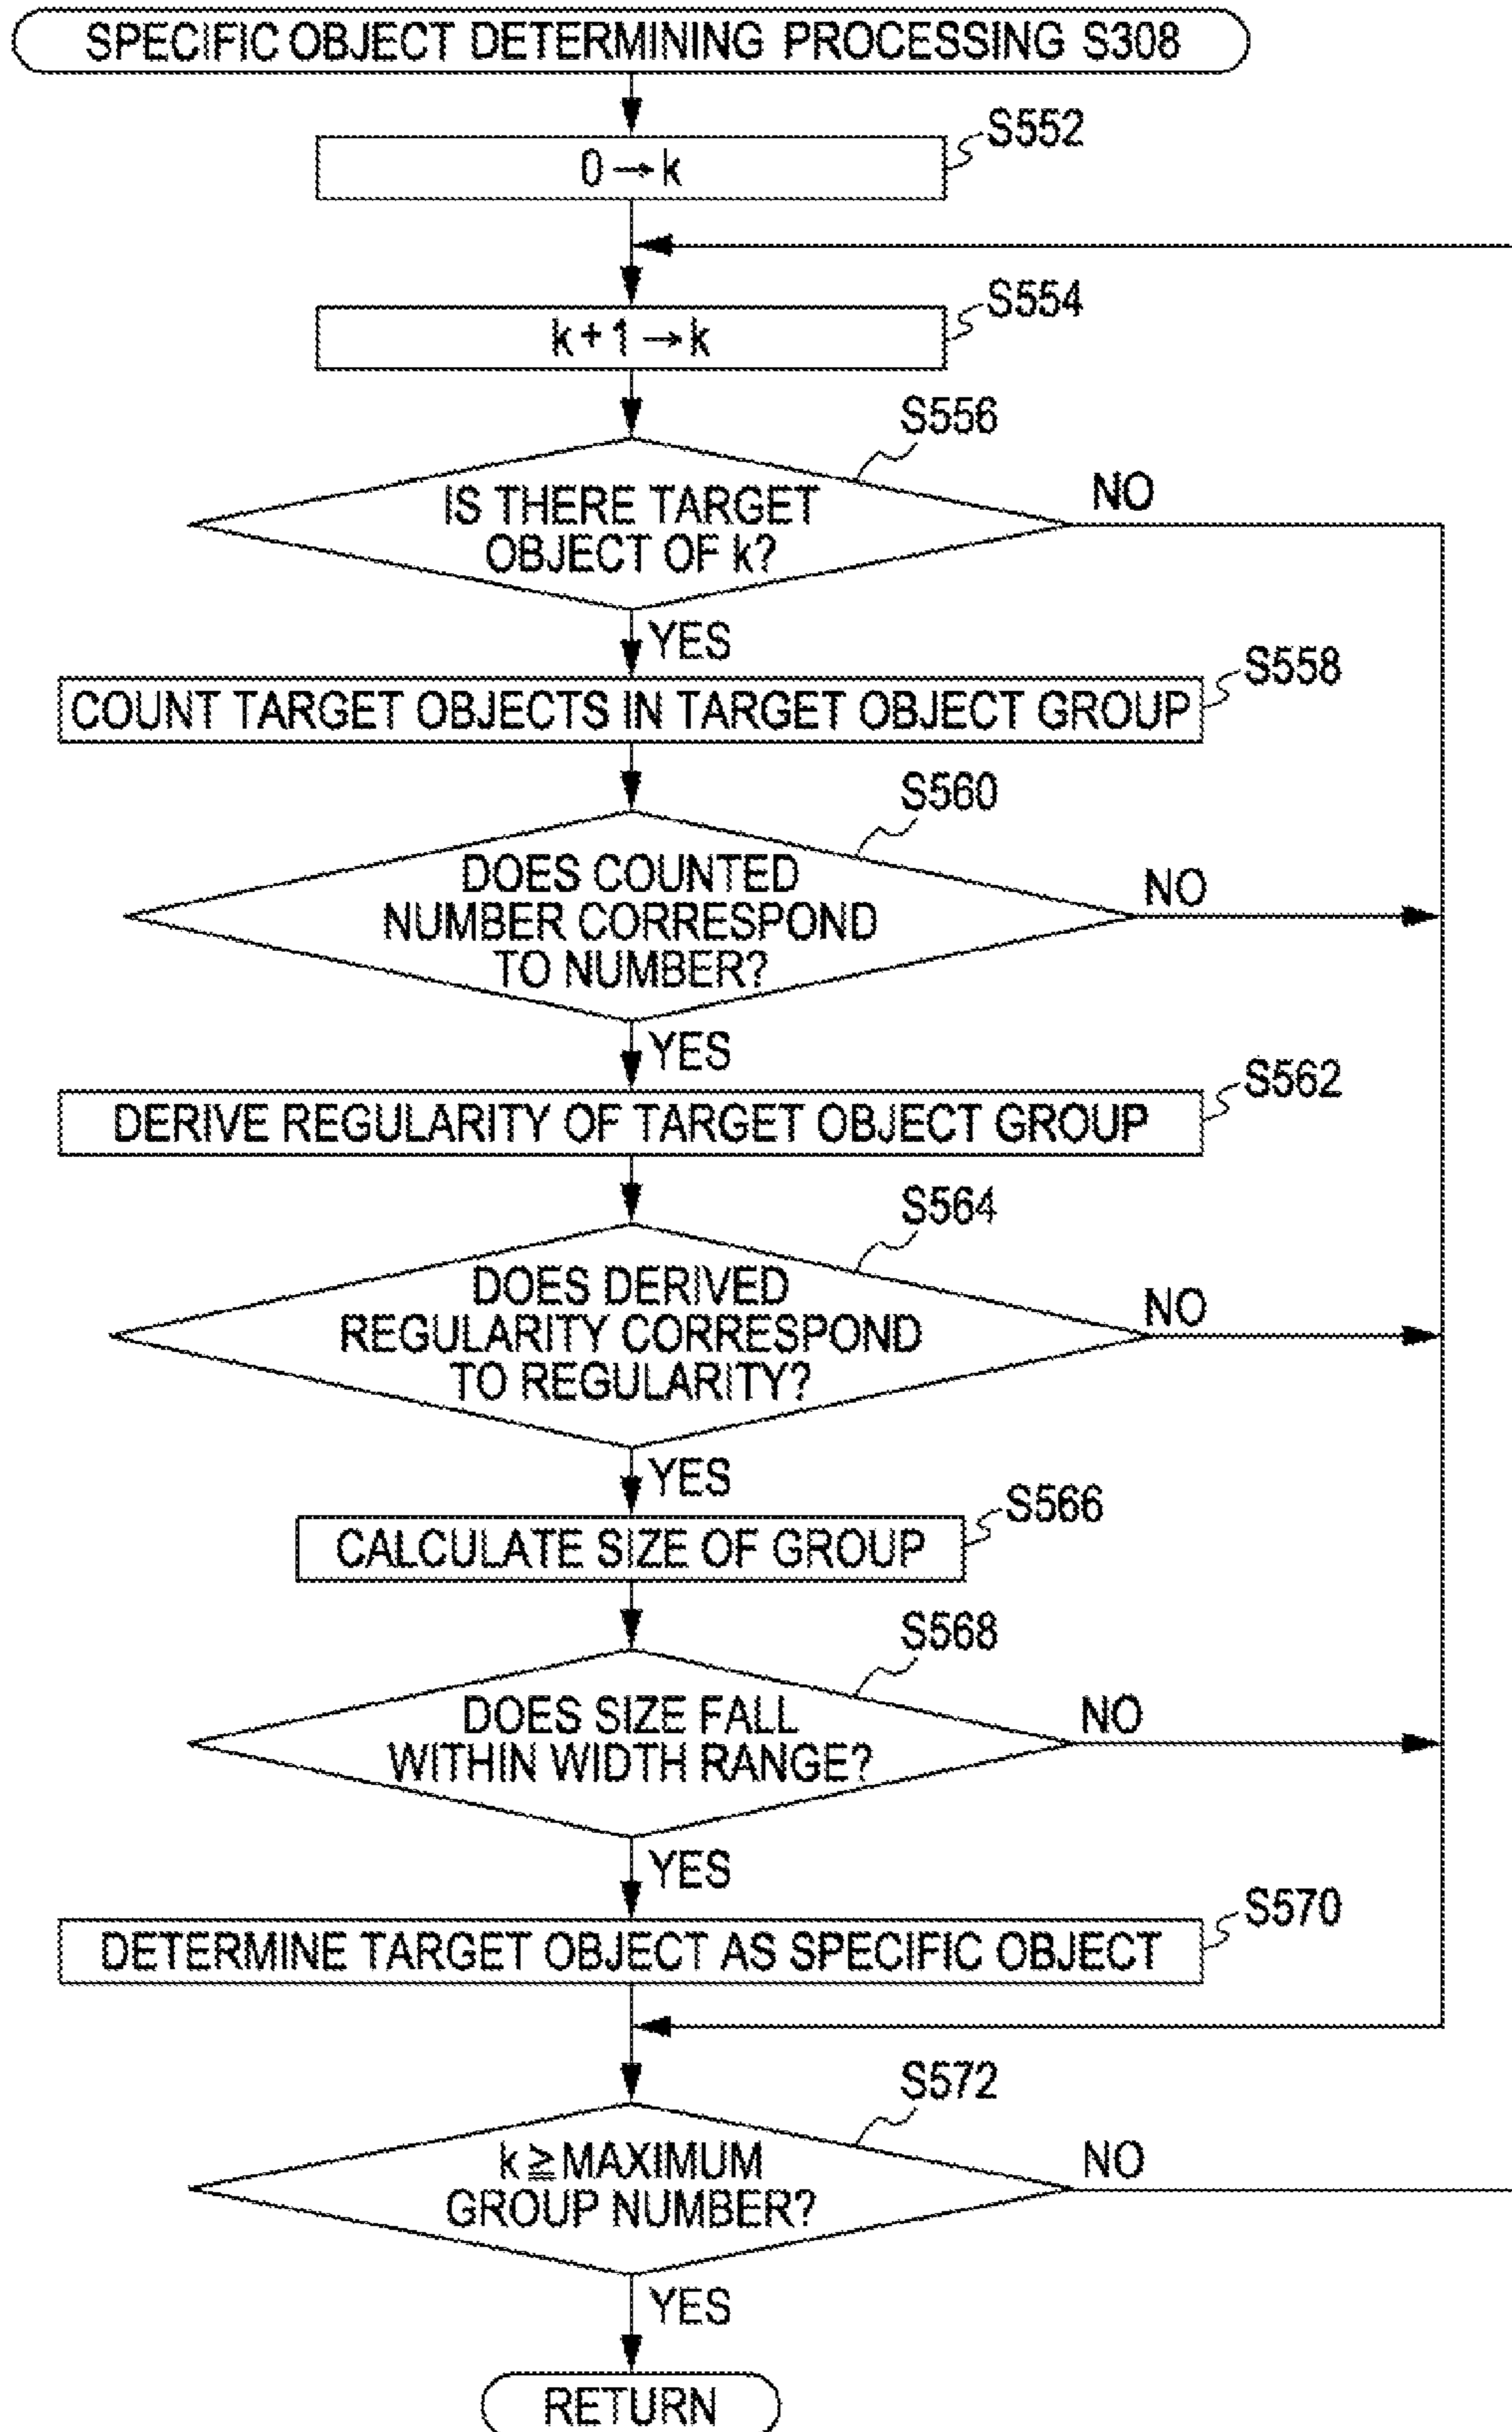 SPECIFIC OBJECT DETERMINING PROCESSING S308
S552
0→k
S554
k+1→k
S556
IS THERE TARGET
OBJECT OF k?
NO
YES
S558
COUNT TARGET OBJECTS IN TARGET OBJECT GROUP
S560
DOES COUNTED
NUMBER CORRESPOND
TO NUMBER?
NO
YES
S562
DERIVE REGULARITY OF TARGET OBJECT GROUP
S564
DOES DERIVED
REGULARITY CORRESPOND
TO REGULARITY?
NO
YES
S566
CALCULATE SIZE OF GROUP
S568
DOES SIZE FALL
WITHIN WIDTH RANGE?
NO
YES
S570
DETERMINE TARGET OBJECT AS SPECIFIC OBJECT
S572
k≧MAXIMUM
GROUP NUMBER?
NO
YES
RETURN